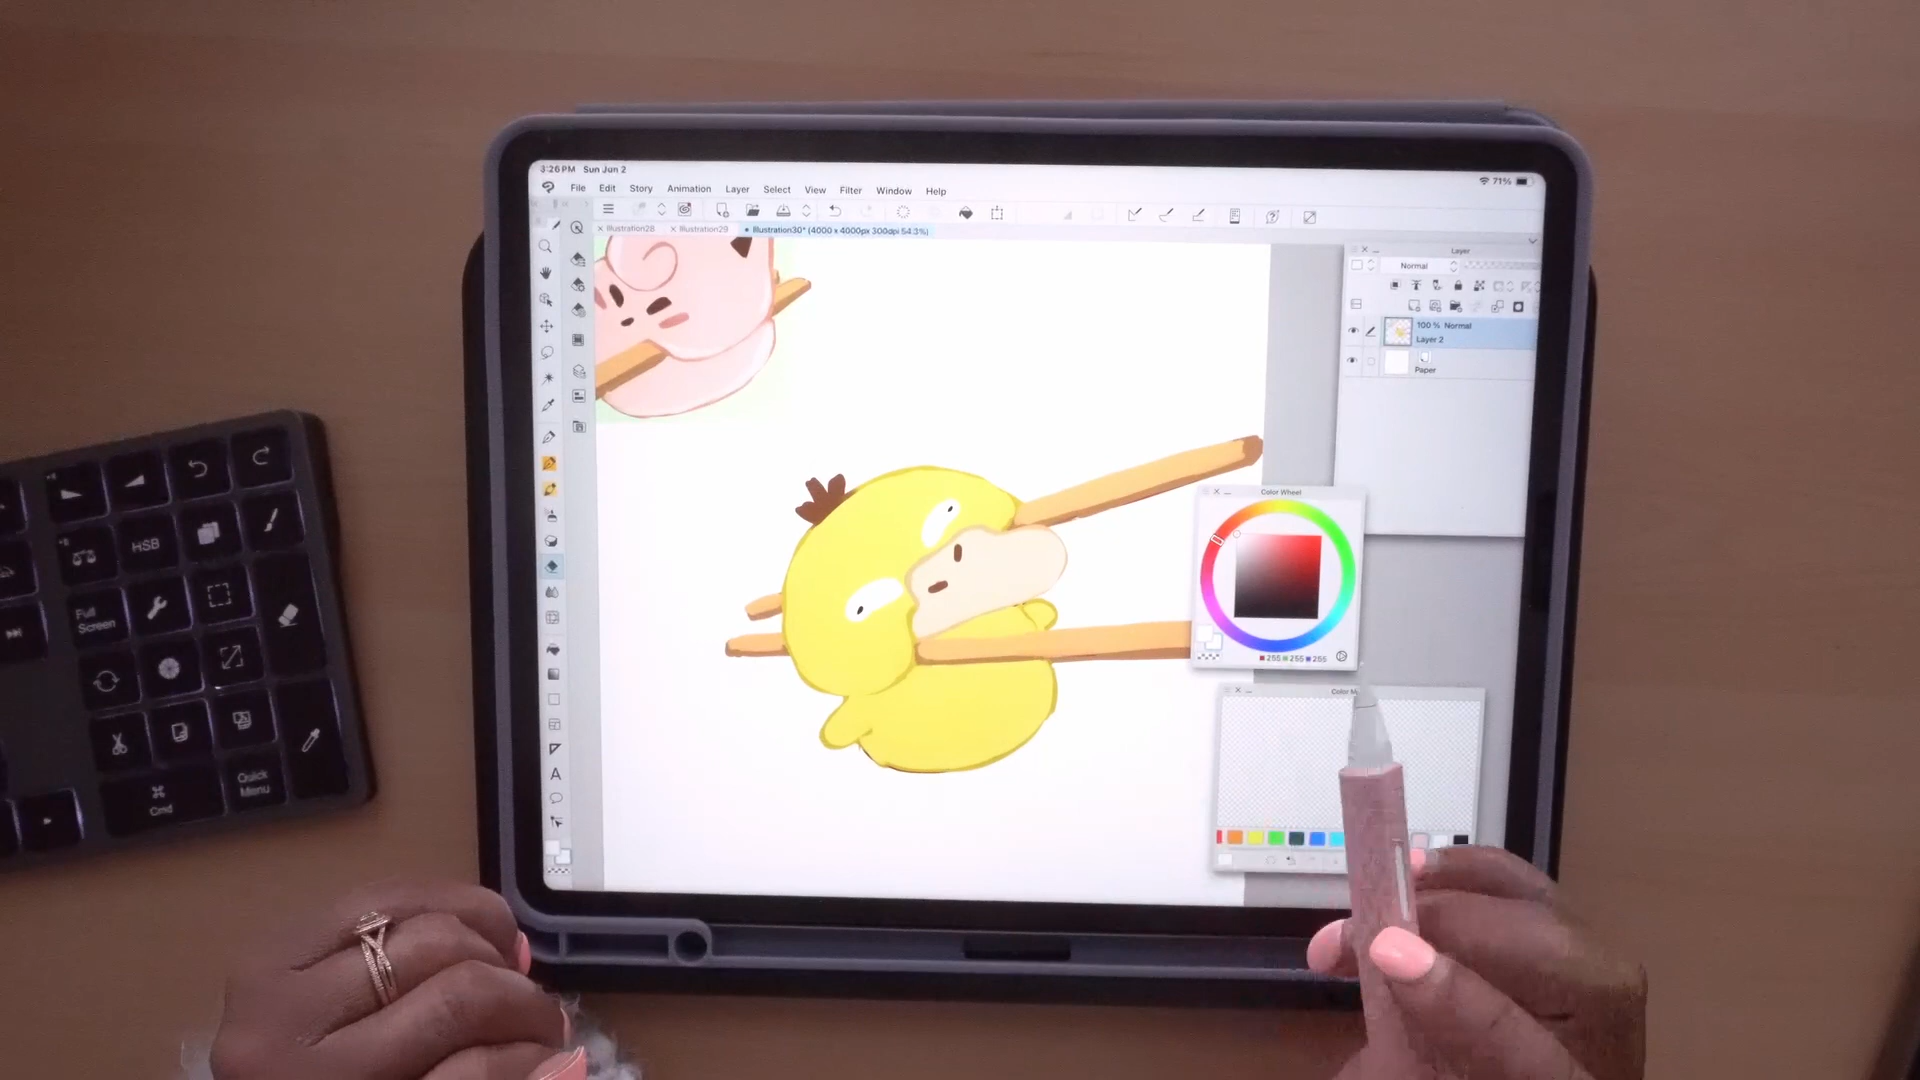 3:26 PM Sun Jun 2
71%
File Edit Story Animation Layer Select View Filter Window Help
Illustration28
Illustration29
Illustration30* (4000 x 4000px 300dpi 54.3%)
Layer
Normal
100 % Normal
Layer 2
Paper
Color Wheel
255 255 255
Color
A
HSB
Full
Screen
Cmd
Quick
Menu